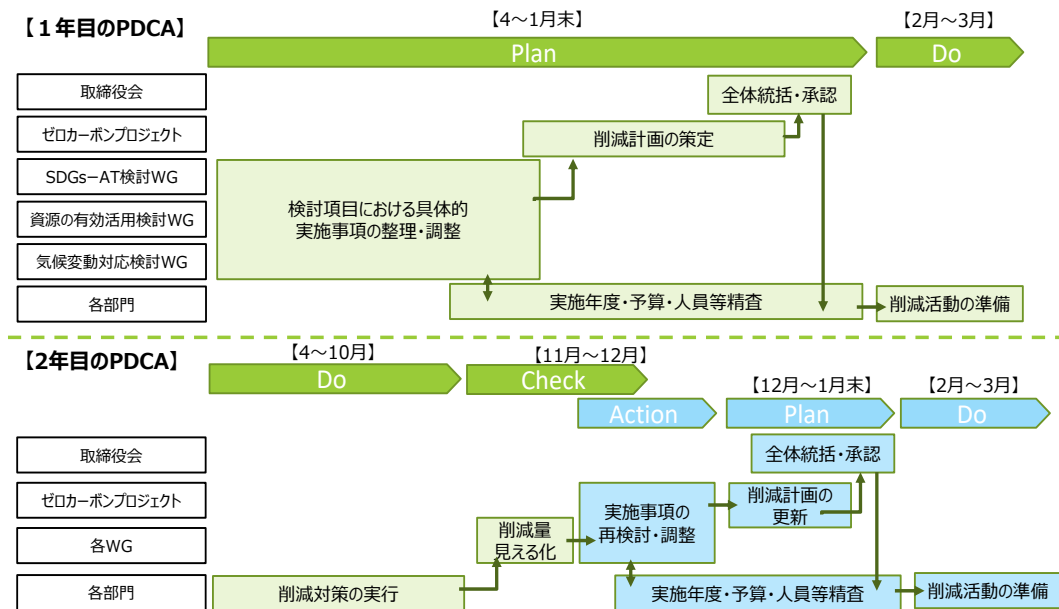 【１年目のPDCA】
【4～1月末】
【2月～3月】
Plan
Do
取締役会
全体統括・承認
ゼロカーボンプロジェクト
削減計画の策定
SDGs－AT検討WG
資源の有効活用検討WG
検討項目における具体的
実施事項の整理・調整
気候変動対応検討WG
各部門
実施年度・予算・人員等精査
削減活動の準備
【2年目のPDCA】
【4～10月】
【11月～12月】
Do
Check
【12月～1月末】
【2月～3月】
Action
Plan
Do
取締役会
全体統括・承認
ゼロカーボンプロジェクト
削減計画の
更新
実施事項の
再検討・調整
各WG
削減量
見える化
各部門
削減対策の実行
実施年度・予算・人員等精査
削減活動の準備